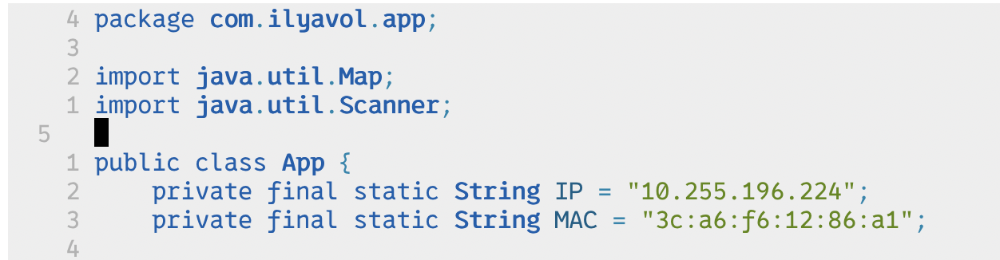 4 package com.ilyavol.app;
3
2 import java.util.Map;
1 import java.util.Scanner;
5
1 public class App {
2     private final static String IP = "10.255.196.224";
3     private final static String MAC = "3c:a6:f6:12:86:a1";
4